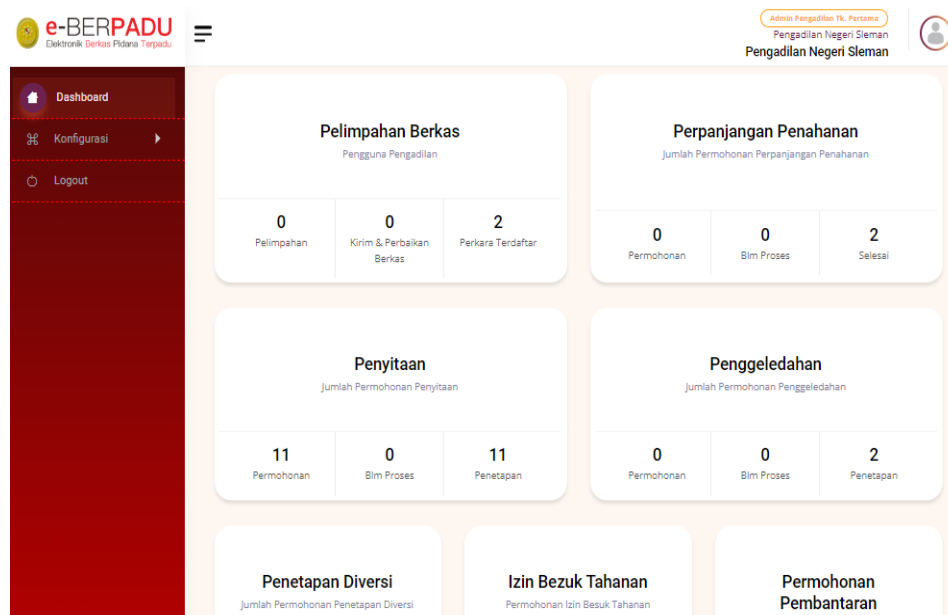 e-BERPADU
Elektronik Berkas Pidana Terpadu
Admin Pengadilan Tk. Pertama
Pengadilan Negeri Sleman
Pengadilan Negeri Sleman
Dashboard
Konfigurasi
Logout
Pelimpahan Berkas
Pengguna Pengadilan
0
Pelimpahan
0
Kirim & Perbaikan
Berkas
2
Perkara Terdaftar
Perpanjangan Penahanan
Jumlah Permohonan Perpanjangan Penahanan
0
Permohonan
0
Blm Proses
2
Selesai
Penyitaan
Jumlah Permohonan Penyitaan
11
Permohonan
0
Blm Proses
11
Penetapan
Penggeledahan
Jumlah Permohonan Penggeledahan
0
Permohonan
0
Blm Proses
2
Penetapan
Penetapan Diversi
Jumlah Permohonan Penetapan Diversi
Izin Bezuk Tahanan
Permohonan Izin Besuk Tahanan
Permohonan
Pembantaran